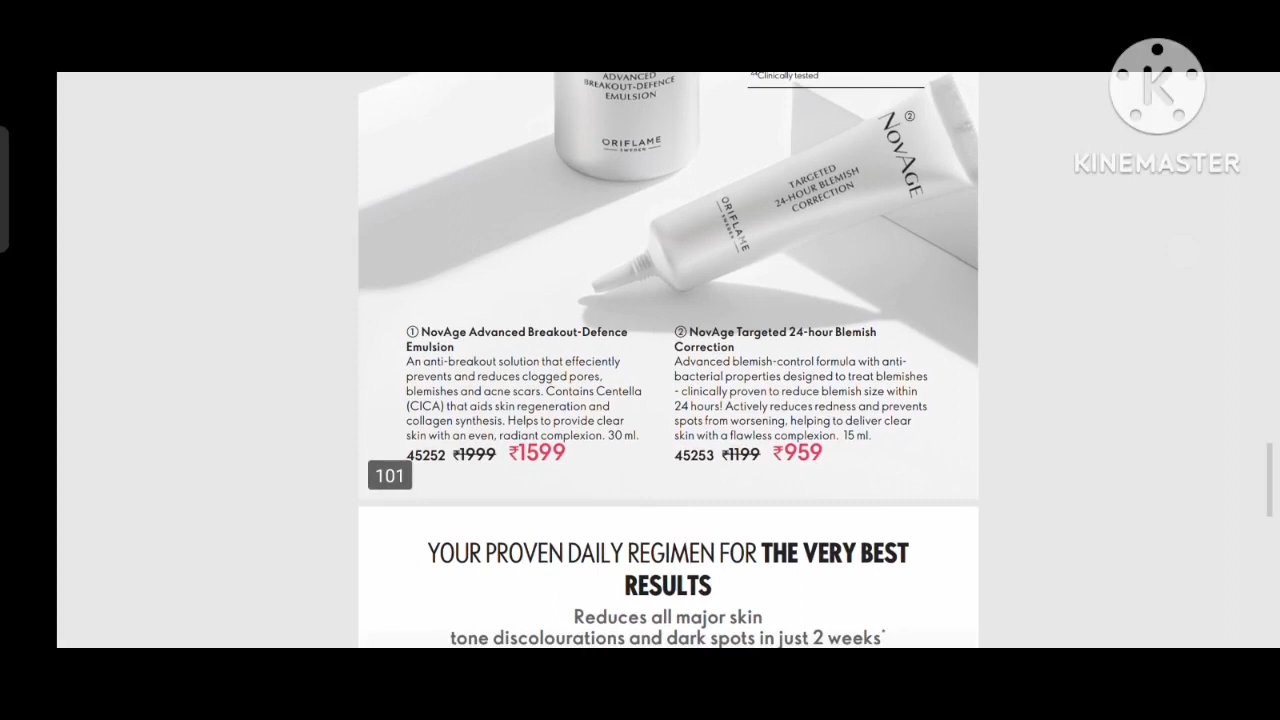 **Clinically tested
ADVANCED
BREAKOUT-DEFENCE
EMULSION
ORIFLAME
SWEDEN
②
NOVAGE
TARGETED
24-HOUR BLEMISH
CORRECTION
ORIFLAME
SWEDEN
KINEMASTER
① NovAge Advanced Breakout-Defence
Emulsion
An anti-breakout solution that effeciently
prevents and reduces clogged pores,
blemishes and acne scars. Contains Centella
(CICA) that aids skin regeneration and
collagen synthesis. Helps to provide clear
skin with an even, radiant complexion. 30 ml.
45252 ₹1999 ₹1599
② NovAge Targeted 24-hour Blemish
Correction
Advanced blemish-control formula with anti-
bacterial properties designed to treat blemishes
- clinically proven to reduce blemish size within
24 hours! Actively reduces redness and prevents
spots from worsening, helping to deliver clear
skin with a flawless complexion. 15 ml.
45253 ₹1199 ₹959
101
YOUR PROVEN DAILY REGIMEN FOR THE VERY BEST
RESULTS
Reduces all major skin
tone discolourations and dark spots in just 2 weeks*